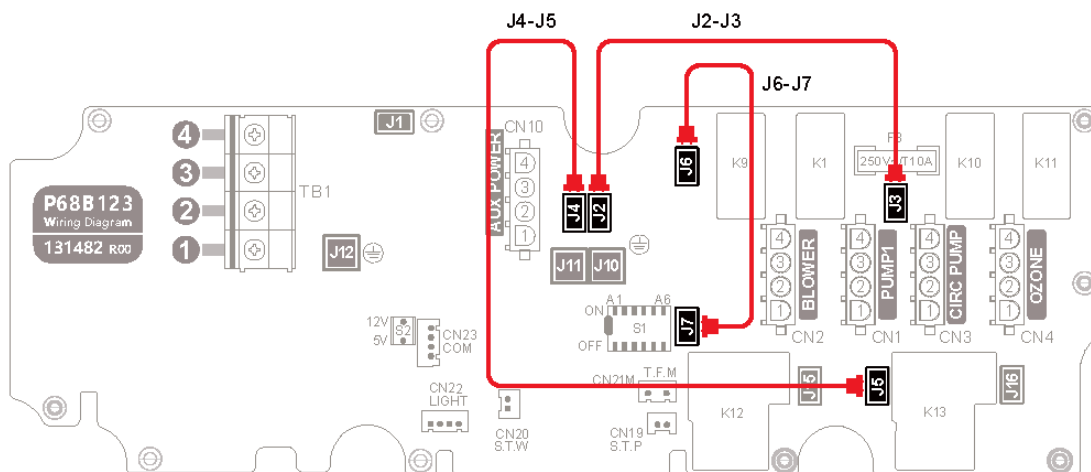 J4-J5
J2-J3
J6-J7
J1
CN10
AUX POWER
4
3
2
1
4
3
2
1
TB1
P68B123
Wiring Diagram
131482 R00
J12
J4
J2
J11
J10
J6
K9
K1
F3
250V~/T10A
K10
K11
J3
4
3
2
1
BLOWER
CN2
4
3
2
1
PUMP1
CN1
4
3
2
1
CIRC PUMP
CN3
4
3
2
1
OZONE
CN4
A1
A6
ON
S1
OFF
J7
12V
5V
S2
CN23
COM
CN22
LIGHT
CN20
S.T.W
CN21M
T.F.M
CN19
S.T.P
K12
J5
K13
J16